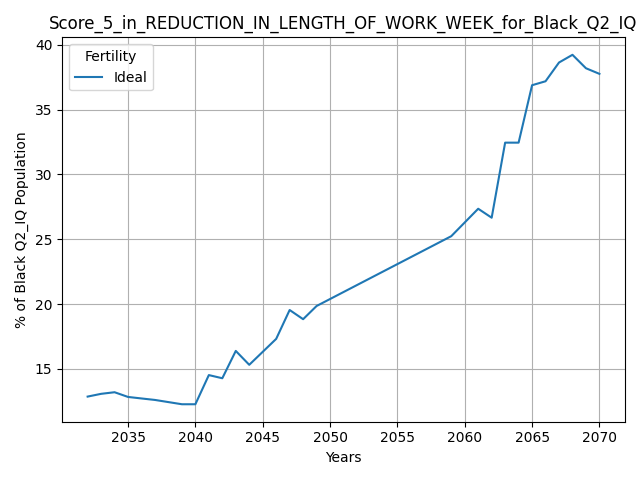 Score_5_in_REDUCTION_IN_LENGTH_OF_WORK_WEEK_for_Black_Q2_IQ
Fertility
Ideal
% of Black Q2_IQ Population
40
35
30
25
20
15
2035 2040 2045 2050 2055 2060 2065 2070
Years